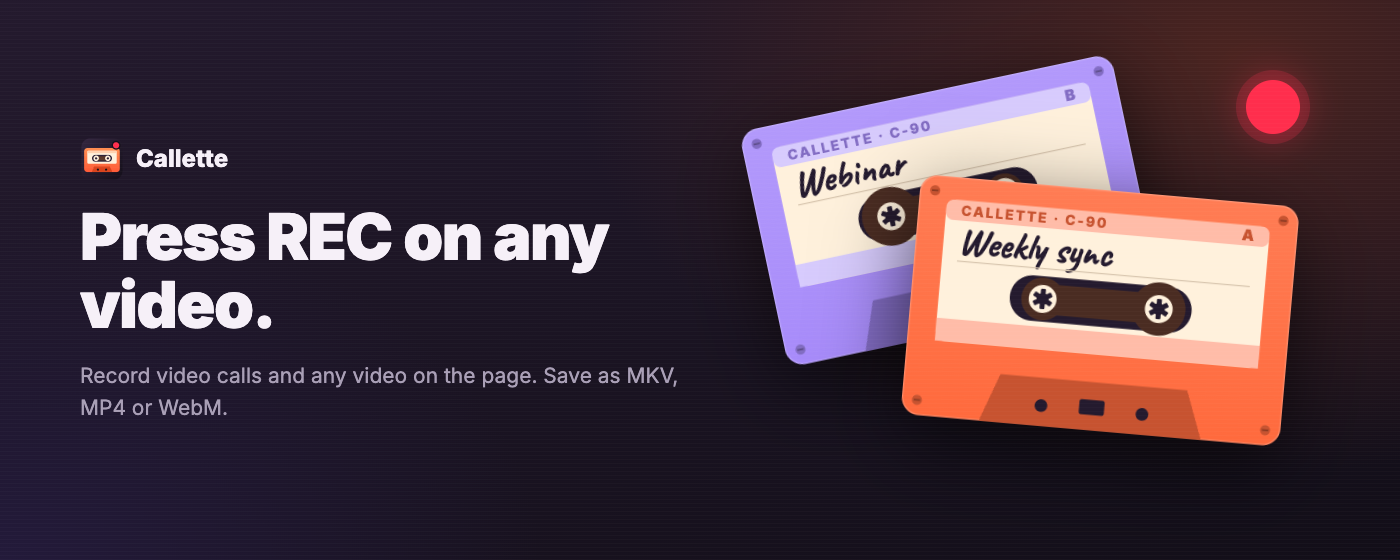 Callette
Press REC on any
video.
Record video calls and any video on the page. Save as MKV,
MP4 or WebM.
CALLETTE · C-90
B
Webinar
CALLETTE · C-90
A
Weekly sync